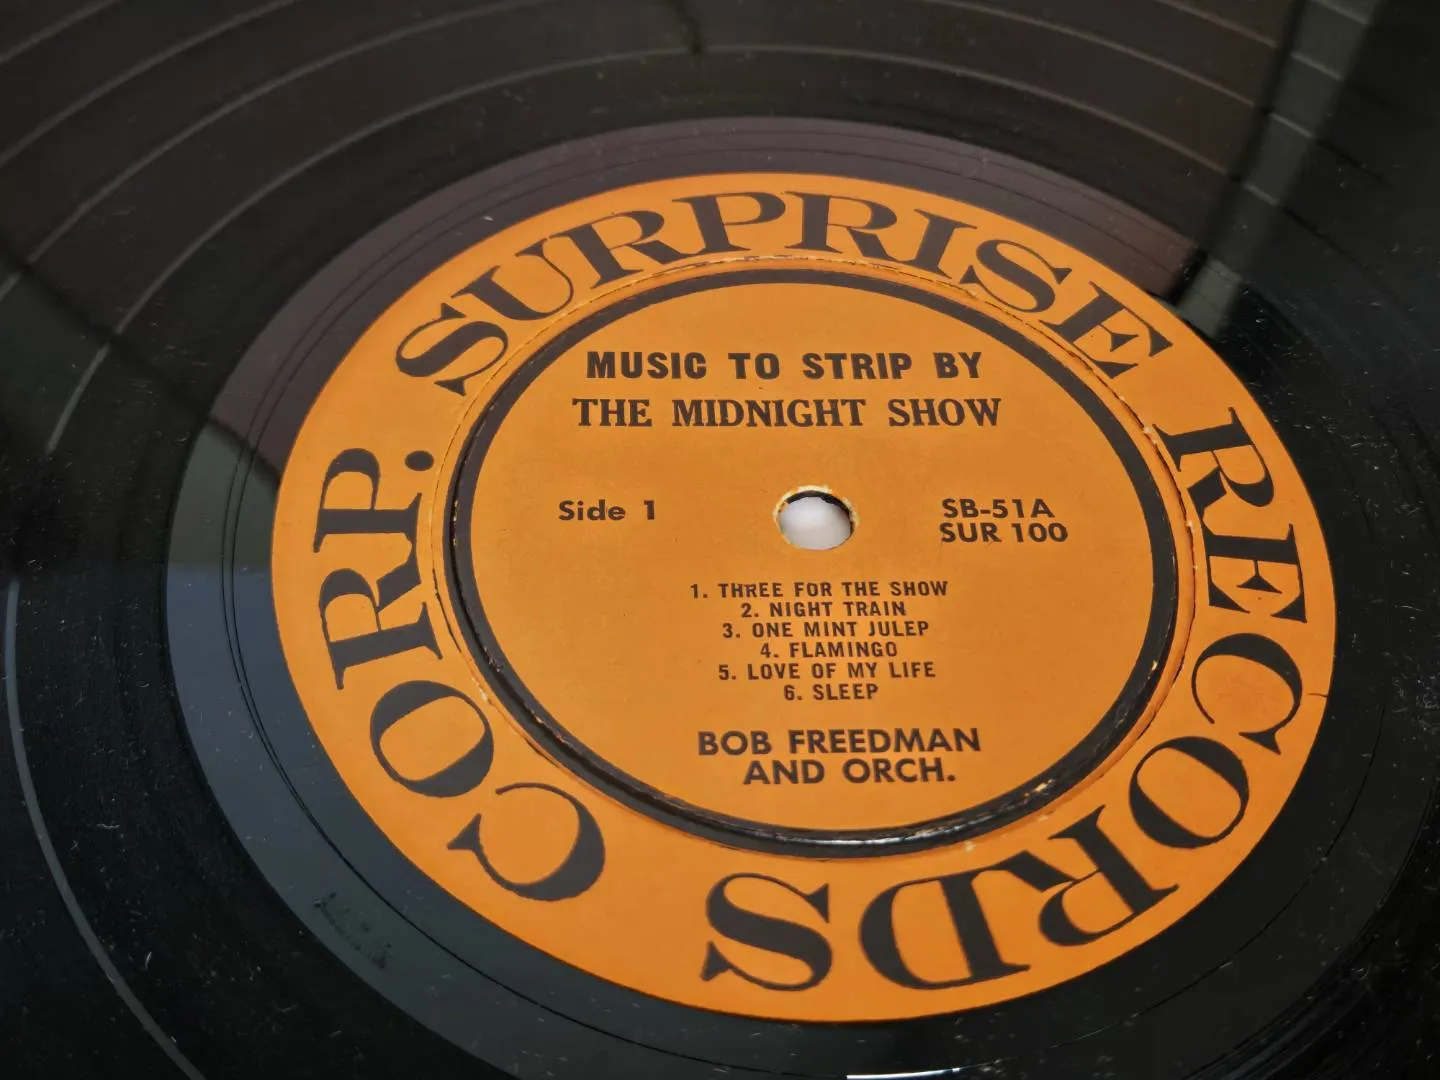 SURPRISE RECORDS CORP.
MUSIC TO STRIP BY
THE MIDNIGHT SHOW
Side 1
SB-51A
SUR 100
1. THREE FOR THE SHOW
2. NIGHT TRAIN
3. ONE MINT JULEP
4. FLAMINGO
5. LOVE OF MY LIFE
6. SLEEP
BOB FREEDMAN
AND ORCH.